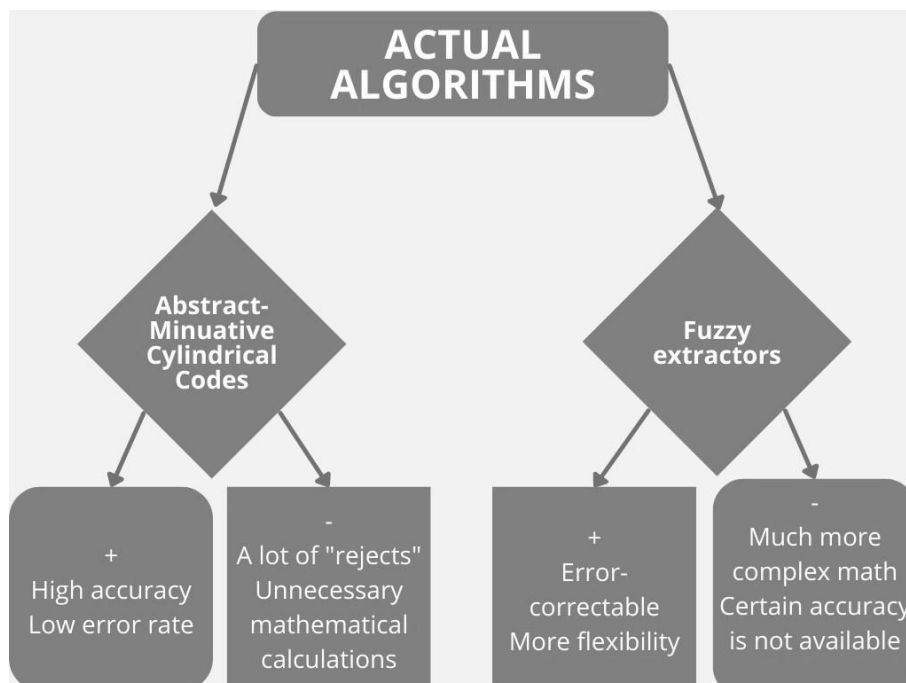 ACTUAL
ALGORITHMS
Abstract-
Minuative
Cylindrical
Codes
Fuzzy
extractors
+
High accuracy
Low error rate
-
A lot of "rejects"
Unnecessary
mathematical
calculations
+
Error-
correctable
More flexibility
-
Much more
complex math
Certain accuracy
is not available